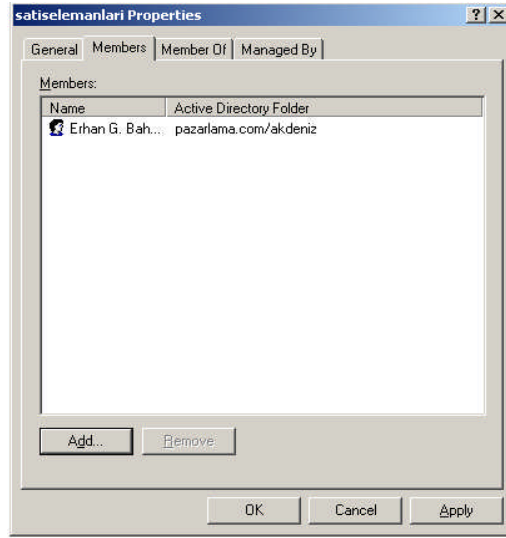 satiselemanlari Properties
General Members Member Of Managed By
Members:
Name Active Directory Folder
Erhan G. Bah... pazarlama.com/akdeniz
Add... Remove
OK Cancel Apply